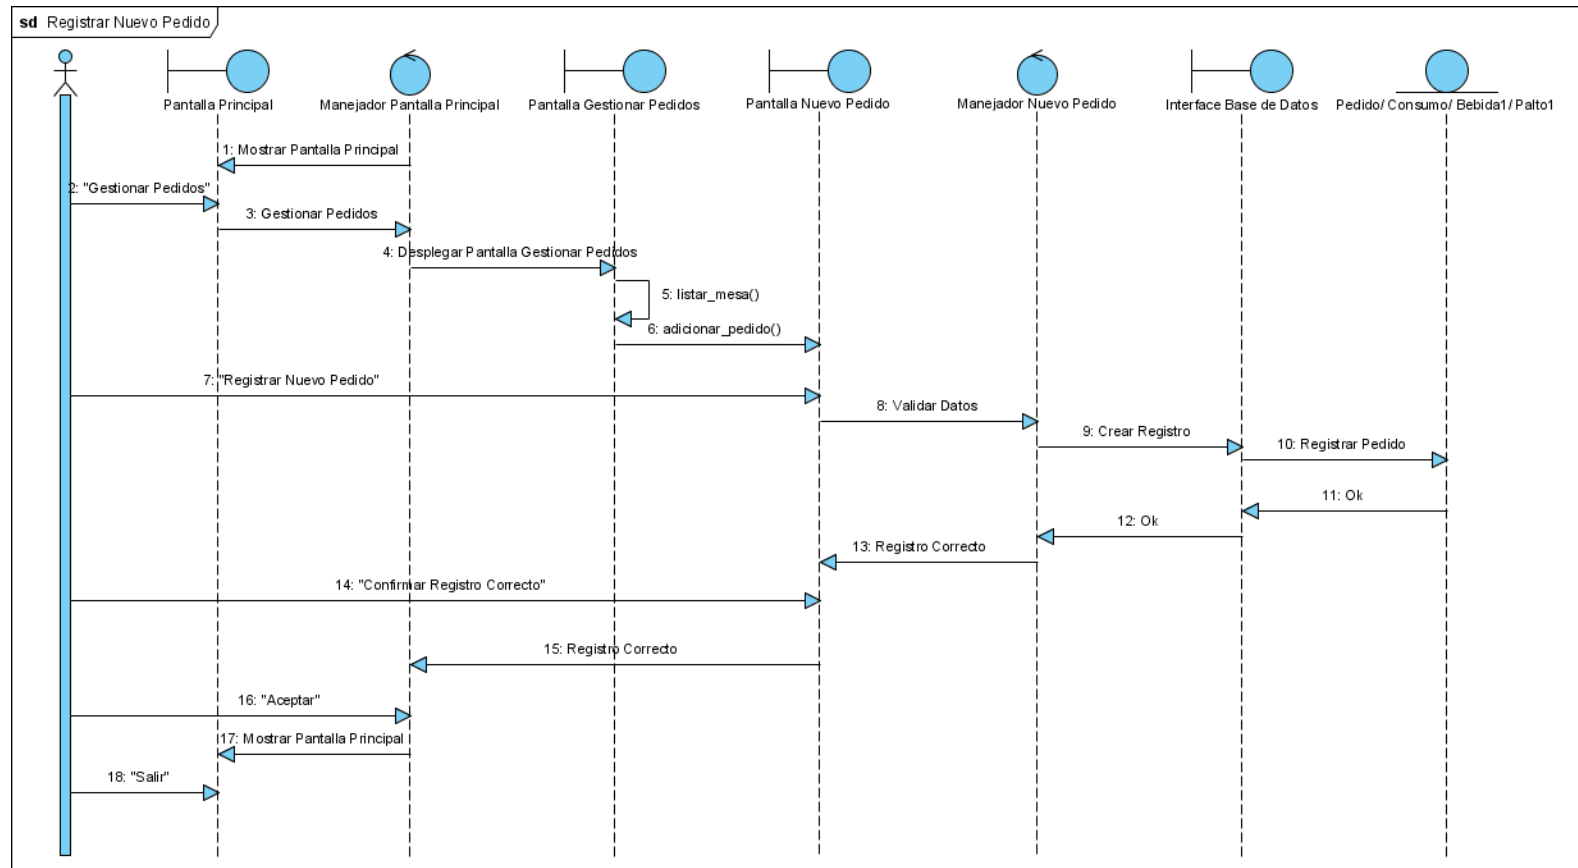 sd Registrar Nuevo Pedido
Pantalla Principal
Manejador Pantalla Principal
Pantalla Gestionar Pedidos
Pantalla Nuevo Pedido
Manejador Nuevo Pedido
Interface Base de Datos
Pedido/ Consumo/ Bebida1/ Palto1
1: Mostrar Pantalla Principal
2: "Gestionar Pedidos"
3: Gestionar Pedidos
4: Desplegar Pantalla Gestionar Pedidos
5: listar_mesa()
6: adicionar_pedido()
7: "Registrar Nuevo Pedido"
8: Validar Datos
9: Crear Registro
10: Registrar Pedido
11: Ok
12: Ok
13: Registro Correcto
14: "Confirmar Registro Correcto"
15: Registro Correcto
16: "Aceptar"
17: Mostrar Pantalla Principal
18: "Salir"